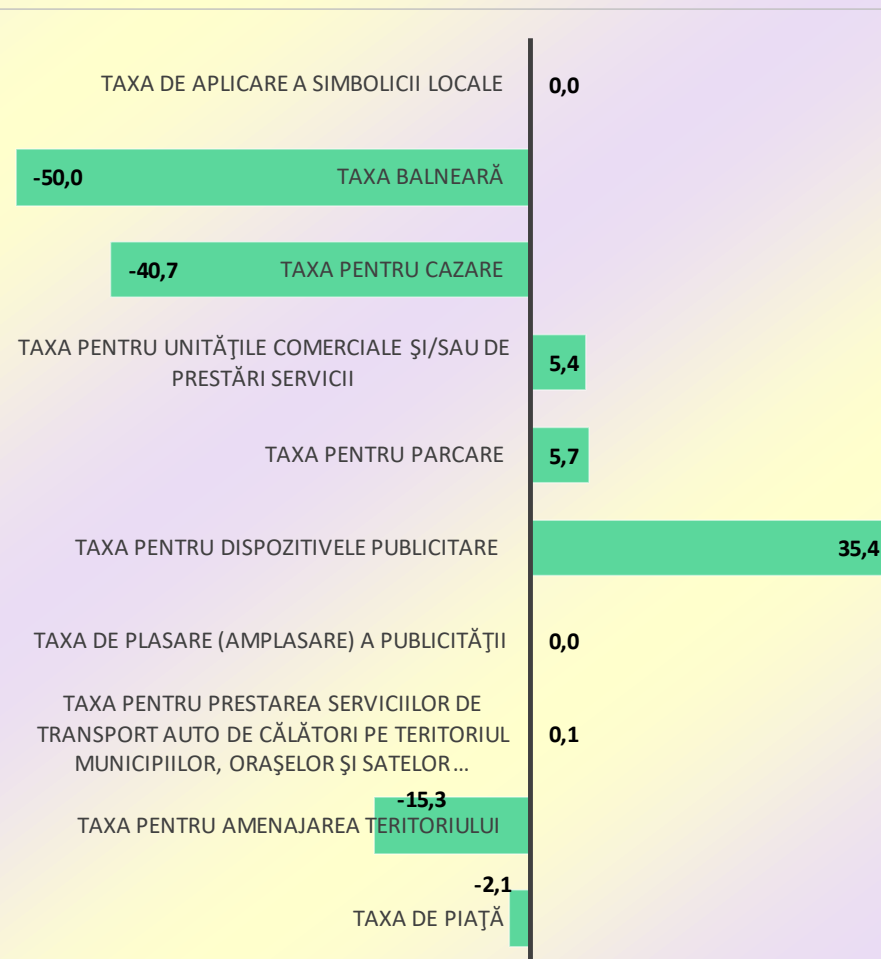 TAXA DE APLICARE A SIMBOLICII LOCALE 0,0
-50,0 TAXA BALNEARĂ
-40,7 TAXA PENTRU CAZARE
TAXA PENTRU UNITĂŢILE COMERCIALE ŞI/SAU DE
PRESTĂRI SERVICII
5,4
TAXA PENTRU PARCARE 5,7
TAXA PENTRU DISPOZITIVELE PUBLICITARE 35,4
TAXA DE PLASARE (AMPLASARE) A PUBLICITĂŢII 0,0
TAXA PENTRU PRESTAREA SERVICIILOR DE
TRANSPORT AUTO DE CĂLĂTORI PE TERITORIUL
MUNICIPIILOR, ORAŞELOR ŞI SATELOR…
0,1
-15,3
TAXA PENTRU AMENAJAREA TERITORIULUI
-2,1
TAXA DE PIAŢĂ